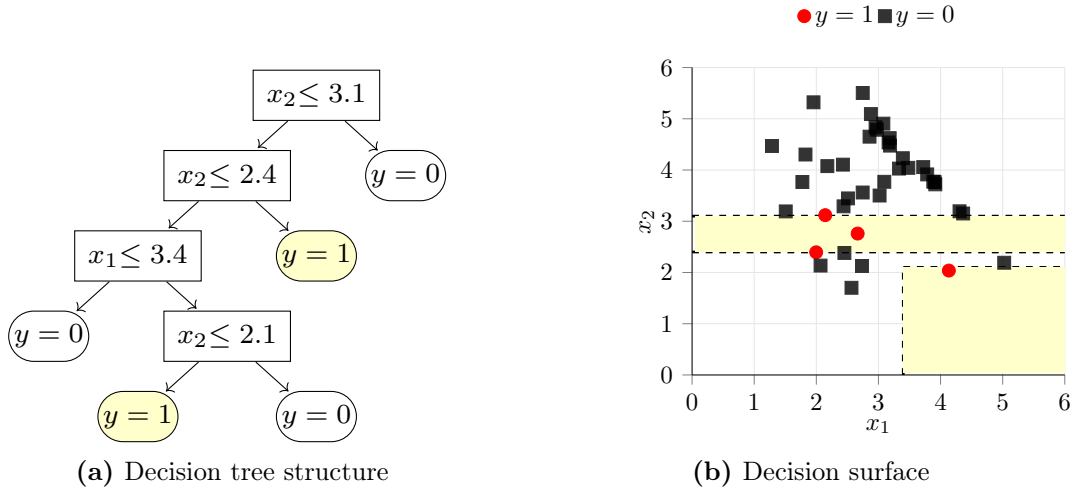 x₂ ≤ 3.1
x₂ ≤ 2.4
y = 0
x₁ ≤ 3.4
y = 1
y = 0
x₂ ≤ 2.1
y = 1
y = 0
(a) Decision tree structure
y = 1 y = 0
6
5
4
3
2
1
0
x₂
0 1 2 3 4 5 6
x₁
(b) Decision surface